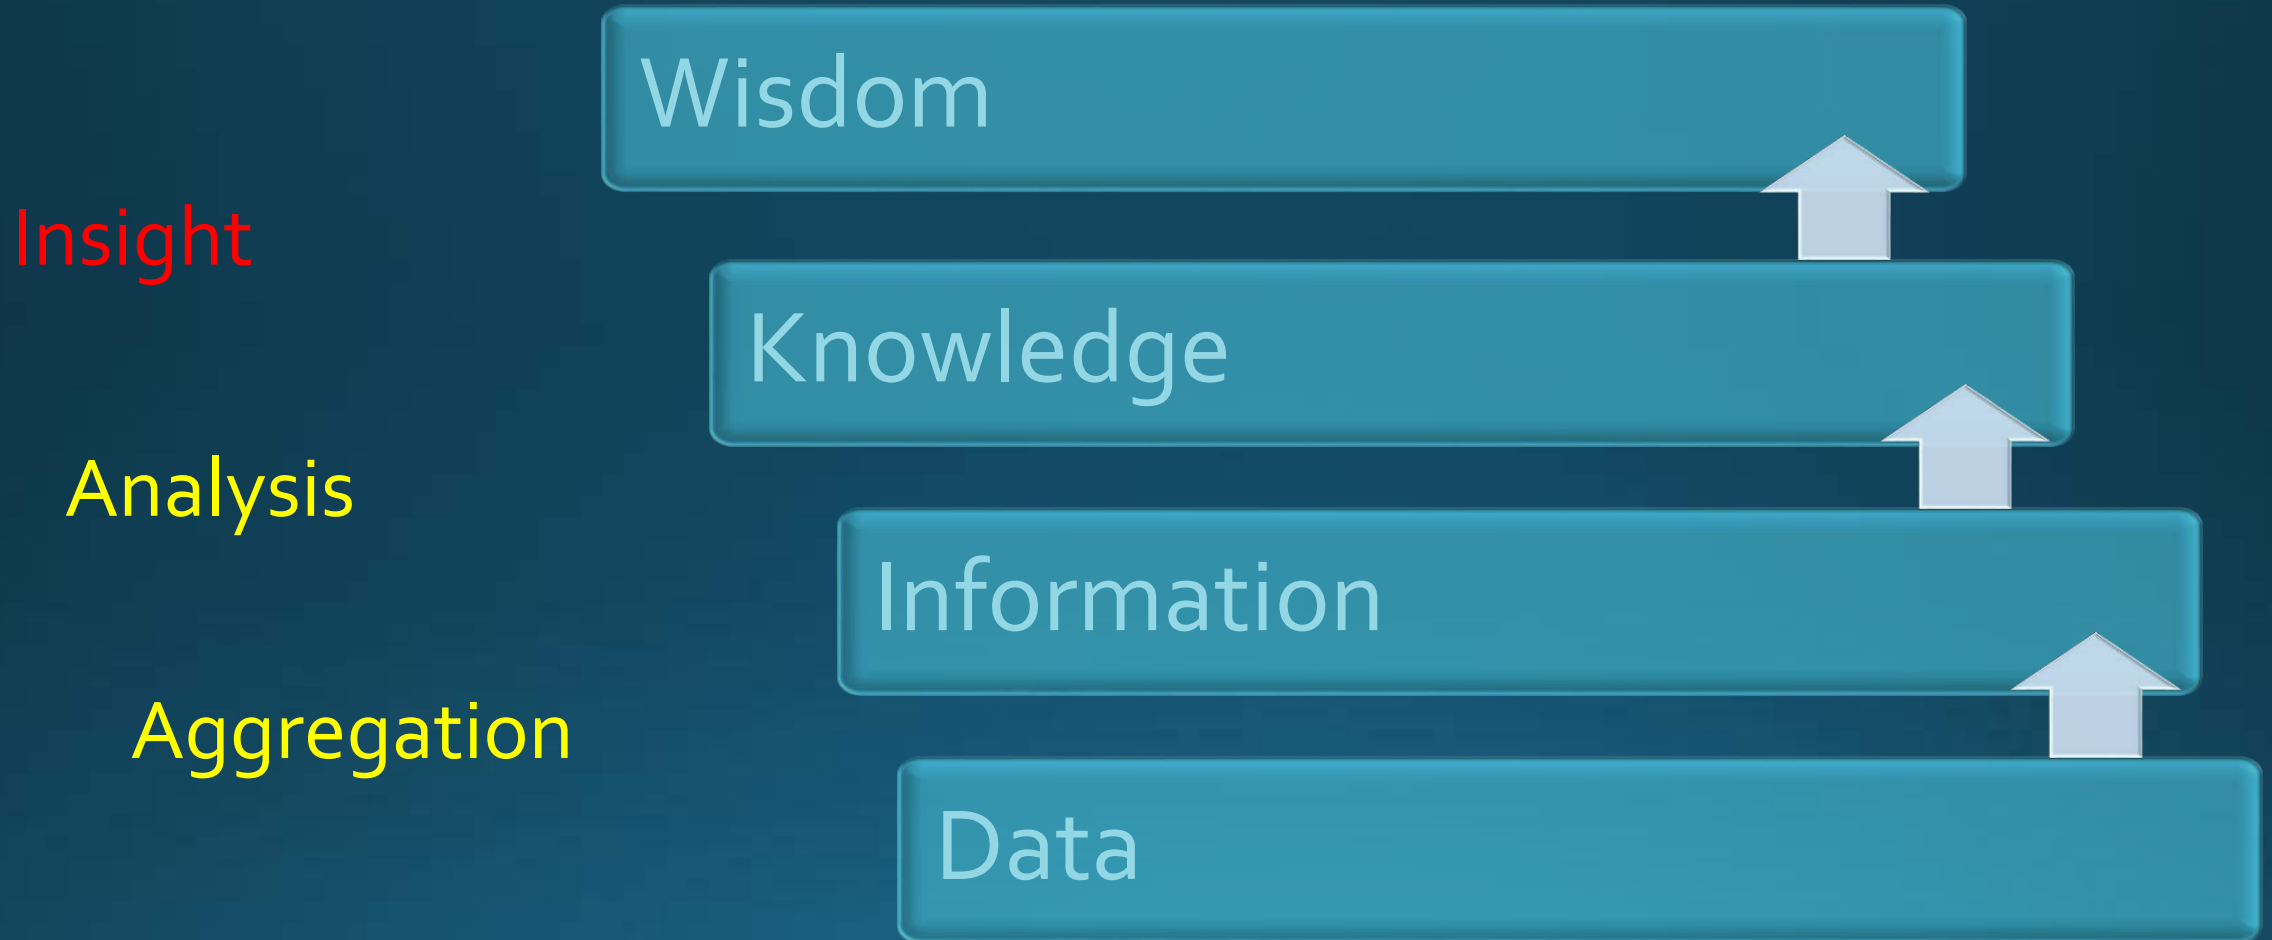 Wisdom
Insight
Knowledge
Analysis
Information
Aggregation
Data